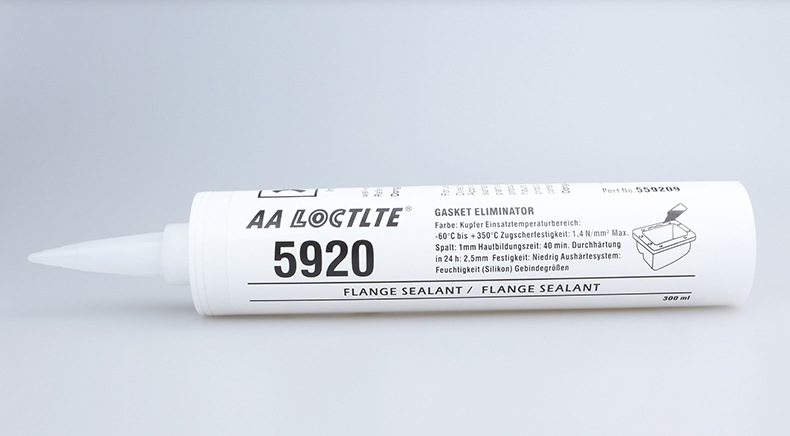 Part No 559209
AA LOCTLTE®
5920
GASKET ELIMINATOR
Farbe: Kupfer Einsatztemperaturbereich:
-60°C bis +350°C Zugscherfestigkeit: 1,4 N/mm² Max.
Spalt: 1mm Hautbildungszeit: 40 min. Durchhärtung
in 24 h: 2,5mm Festigkeit: Niedrig Aushärtesystem:
Feuchtigkeit (Silikon) Gebindegrößen
FLANGE SEALANT / FLANGE SEALANT
300 ml